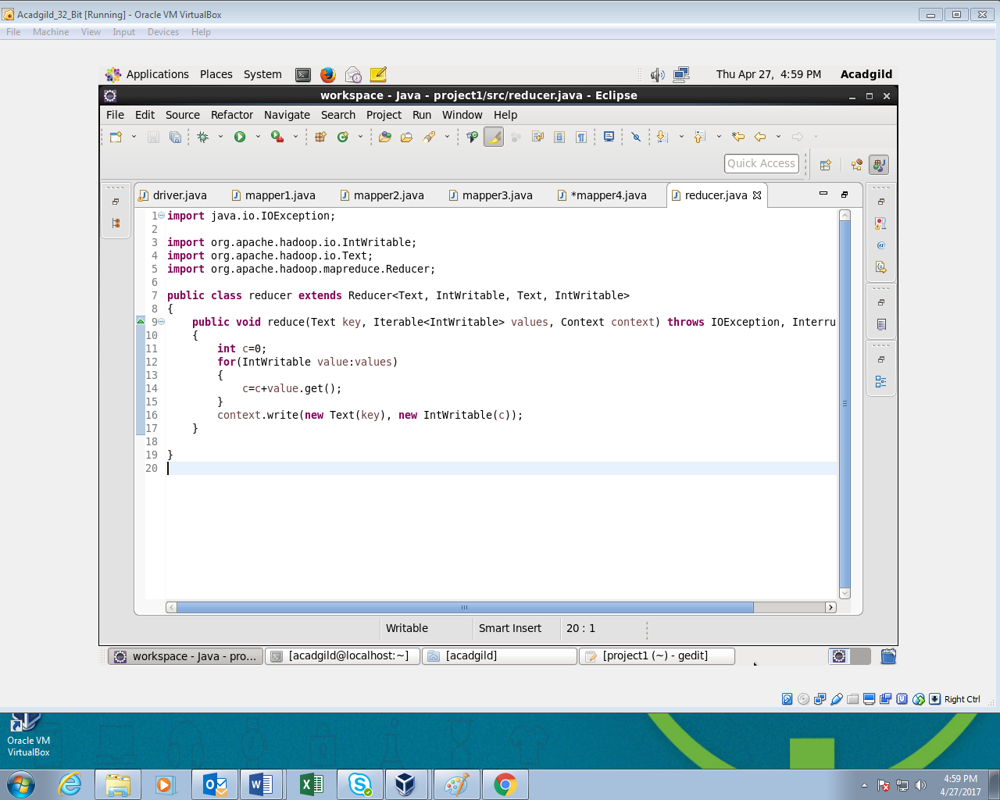 Acadgild_32_Bit [Running] - Oracle VM VirtualBox
File Machine View Input Devices Help
Applications Places System Thu Apr 27, 4:59 PM Acadgild
workspace - Java - project1/src/reducer.java - Eclipse
File Edit Source Refactor Navigate Search Project Run Window Help
Quick Access
driver.java mapper1.java mapper2.java mapper3.java *mapper4.java reducer.java
1 import java.io.IOException;
2
3 import org.apache.hadoop.io.IntWritable;
4 import org.apache.hadoop.io.Text;
5 import org.apache.hadoop.mapreduce.Reducer;
6
7 public class reducer extends Reducer<Text, IntWritable, Text, IntWritable>
8 {
9     public void reduce(Text key, Iterable<IntWritable> values, Context context) throws IOException, Interru
10     {
11         int c=0;
12         for(IntWritable value:values)
13         {
14             c=c+value.get();
15         }
16         context.write(new Text(key), new IntWritable(c));
17     }
18
19 }
20
Writable Smart Insert 20 : 1
workspace - Java - pro... [acadgild@localhost:~] [acadgild] [project1 (~) - gedit]
Right Ctrl
Oracle VM
VirtualBox
4:59 PM
4/27/2017